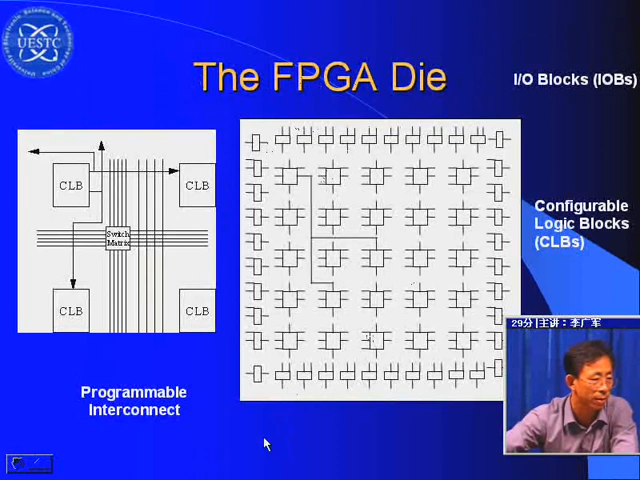 UESTC
The FPGA Die
I/O Blocks (IOBs)
CLB
CLB
Switch
Matrix
CLB
CLB
Configurable
Logic Blocks
(CLBs)
29分|主讲:李广军
Programmable
Interconnect